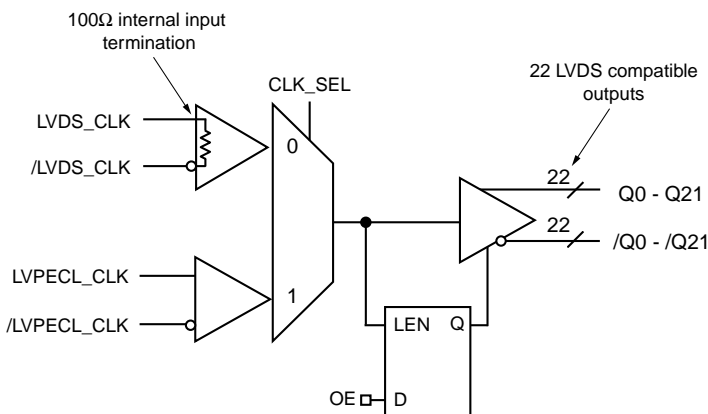 100Ω internal input
termination
22 LVDS compatible
outputs
CLK_SEL
LVDS_CLK
/LVDS_CLK
0
22
Q0 - Q21
22
/Q0 - /Q21
LVPECL_CLK
/LVPECL_CLK
1
LEN Q
OE D